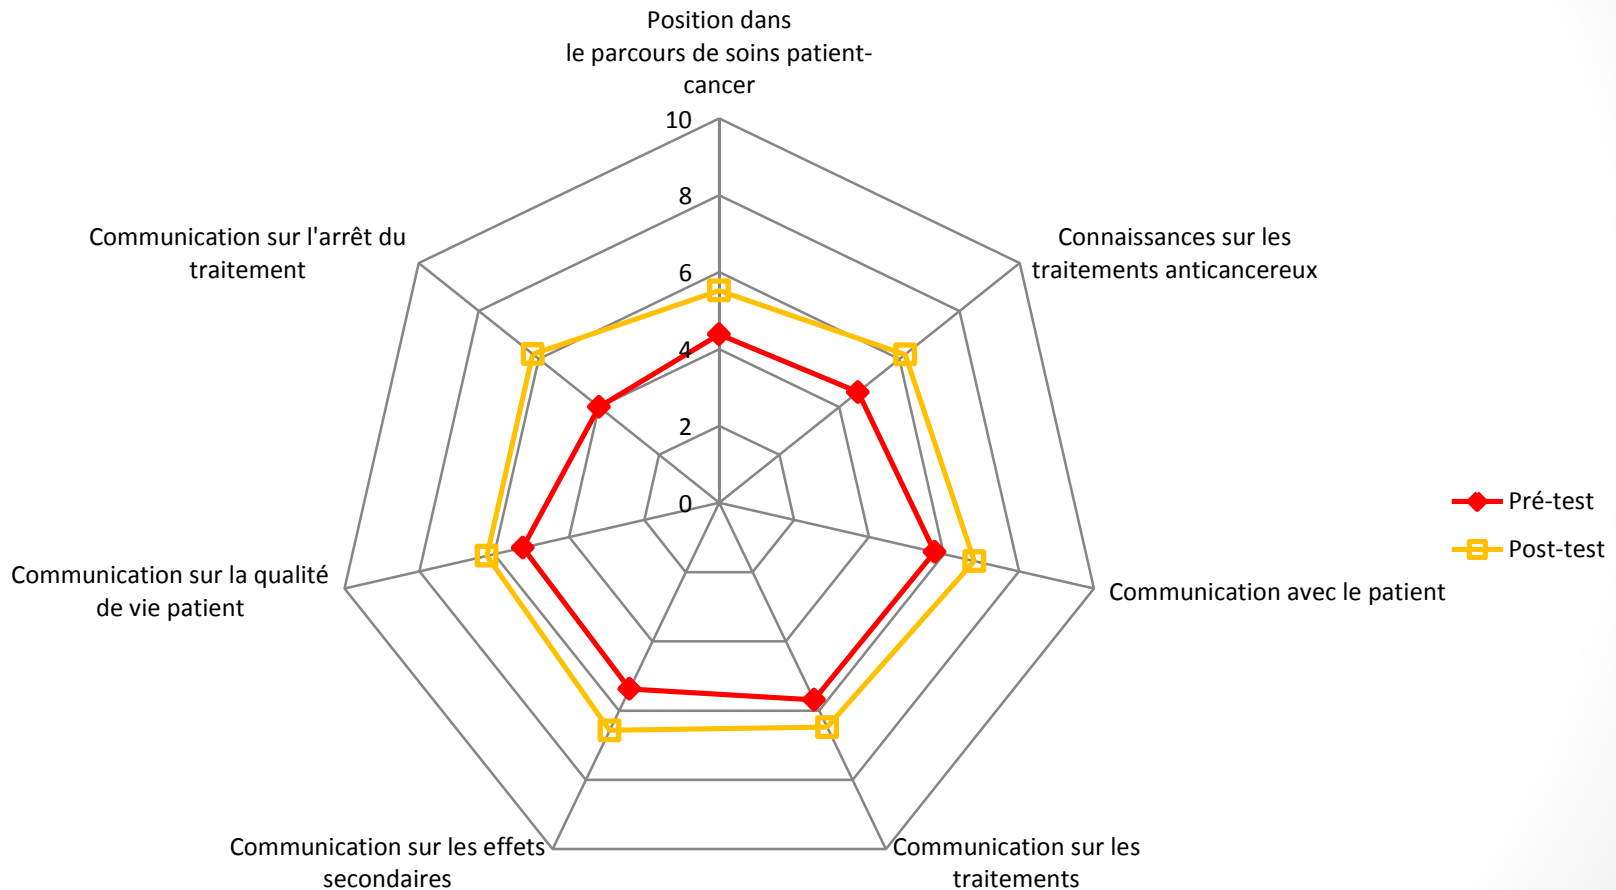 Position dans
le parcours de soins patient-
cancer
10
8
6
4
2
0
Connaissances sur les
traitements anticancereux
Communication avec le patient
Communication sur les
traitements
Communication sur les effets
secondaires
Communication sur la qualité
de vie patient
Communication sur l'arrêt du
traitement
Pré-test
Post-test